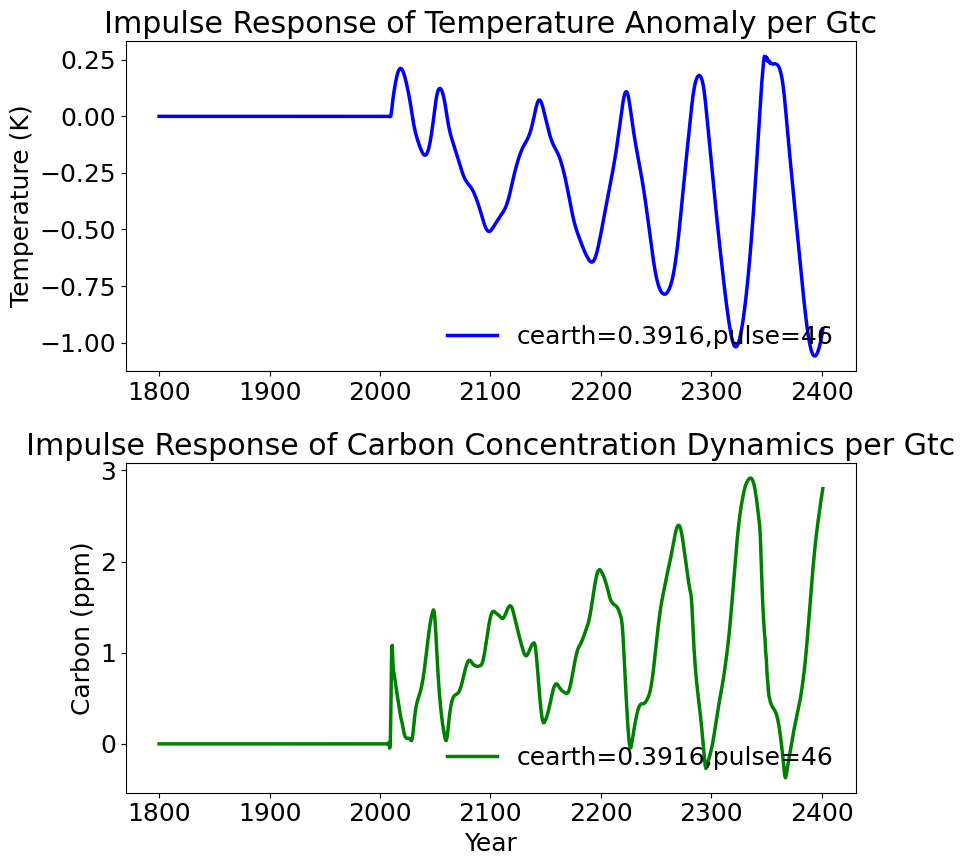 Impulse Response of Temperature Anomaly per Gtc
Temperature (K)
0.25
0.00
−0.25
−0.50
−0.75
−1.00
cearth=0.3916,pulse=46
1800 1900 2000 2100 2200 2300 2400
Impulse Response of Carbon Concentration Dynamics per Gtc
Carbon (ppm)
3
2
1
0
cearth=0.3916,pulse=46
1800 1900 2000 2100 2200 2300 2400
Year